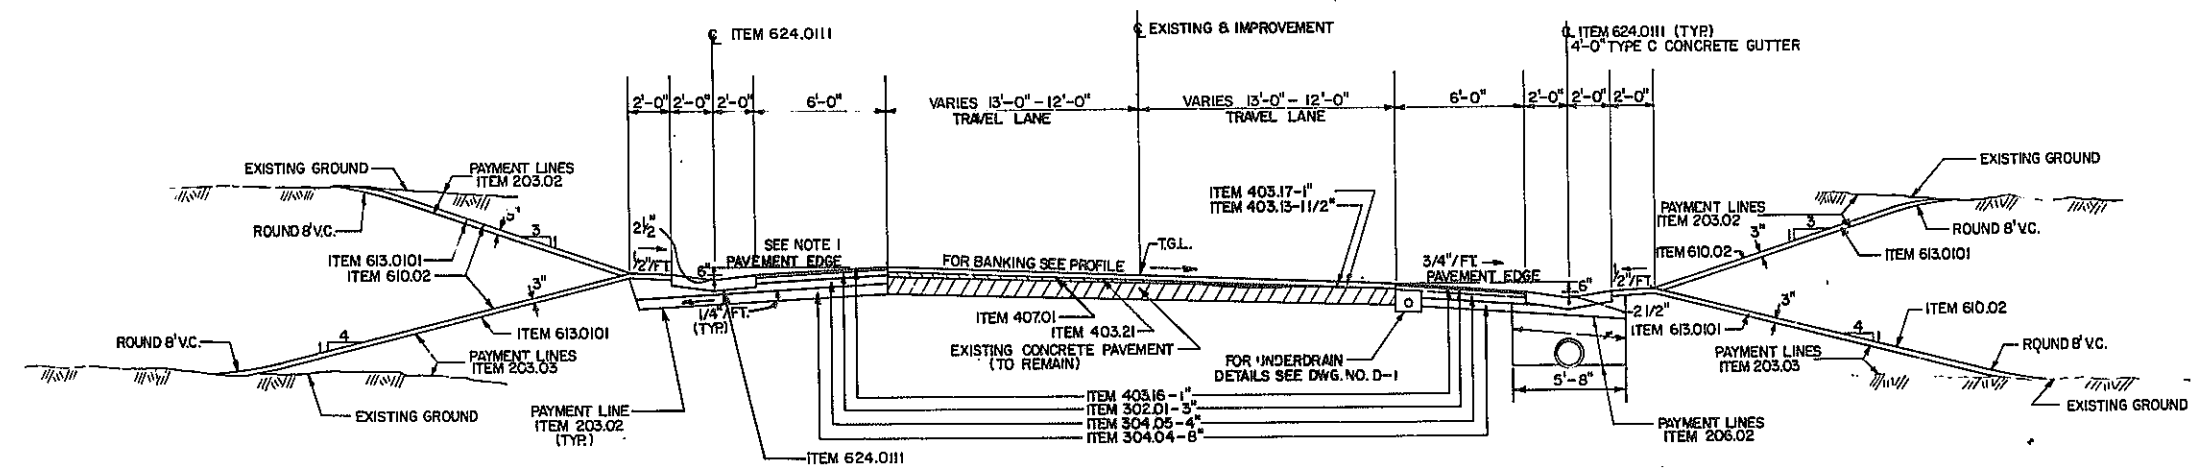 ℄ ITEM 624.0111
℄ EXISTING & IMPROVEMENT
℄ ITEM 624.0111 (TYP.)
4'-0" TYPE C CONCRETE GUTTER
2'-0" 2'-0" 2'-0" 6'-0" VARIES 13'-0" - 12'-0" VARIES 13'-0" - 12'-0" 6'-0" 2'-0" 2'-0" 2'-0"
TRAVEL LANE TRAVEL LANE
EXISTING GROUND
PAYMENT LINES
ITEM 203.02
ROUND 8' V.C.
3"
3
1
ITEM 613.0101
ITEM 610.02
3"
ITEM 613.0101
4
1
ROUND 8' V.C.
PAYMENT LINES
ITEM 203.03
EXISTING GROUND
2 1/2"
1/2"/FT.
6"
SEE NOTE 1
PAVEMENT EDGE
1/4"/FT.
(TYP.)
PAYMENT LINE
ITEM 203.02
(TYP.)
ITEM 624.0111
FOR BANKING SEE PROFILE
T.G.L.
ITEM 403.17-1"
ITEM 403.13-1 1/2"
ITEM 407.01
ITEM 403.21
EXISTING CONCRETE PAVEMENT
(TO REMAIN)
FOR UNDERDRAIN
DETAILS SEE DWG. NO. D-1
ITEM 403.16-1"
ITEM 302.01-3"
ITEM 304.05-4"
ITEM 304.04-8"
3/4"/FT.
PAVEMENT EDGE
6"
1/2"/FT.
2 1/2"
5'-8"
PAYMENT LINES
ITEM 206.02
EXISTING GROUND
PAYMENT LINES
ITEM 203.02
3
1
ROUND 8' V.C.
3"
ITEM 610.02
ITEM 613.0101
3"
ITEM 610.02
ITEM 613.0101
4
1
PAYMENT LINES
ITEM 203.03
ROUND 8' V.C.
EXISTING GROUND